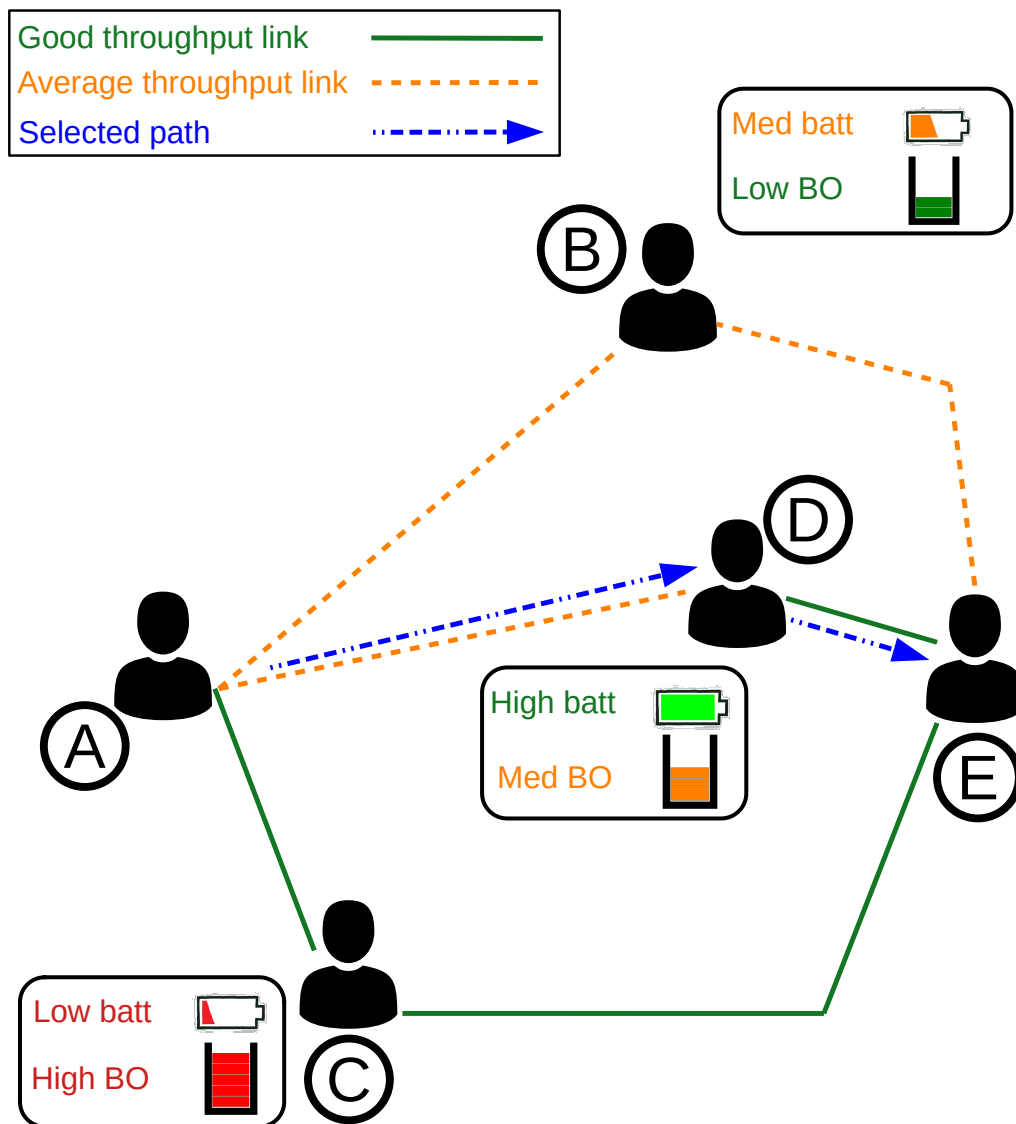 Good throughput link
Average throughput link
Selected path
Med batt
Low BO
B
D
A
High batt
Med BO
E
Low batt
High BO
C